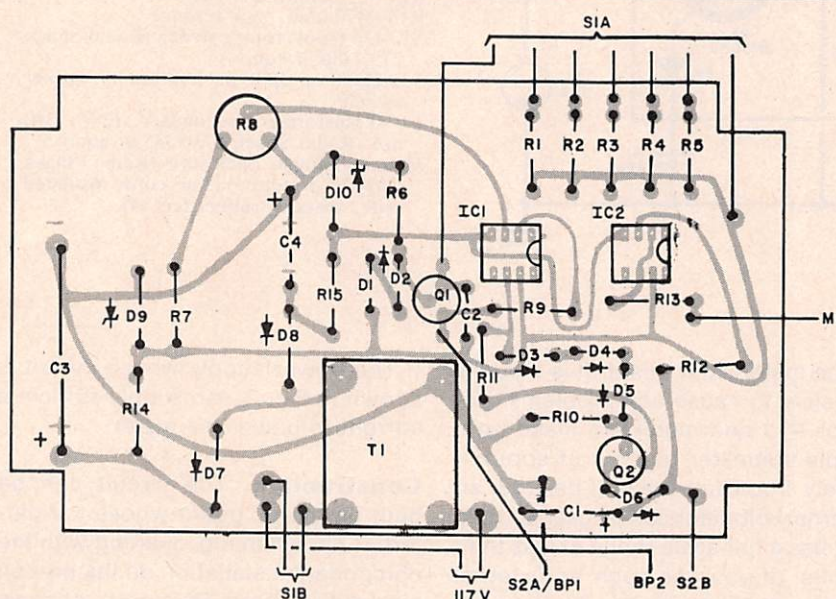 S1A
R8
R1 R2 R3 R4 R5
+
D10
R6
IC1
IC2
C4
D9
R7
R15
D1
D2
Q1
C2
R9
R13
M
D8
C3
D3
D4
R12
R11
D5
R14
T1
R10
+
D7
Q2
D6
C1
+
S1B
117 V
S2A/BP1
BP2
S2B